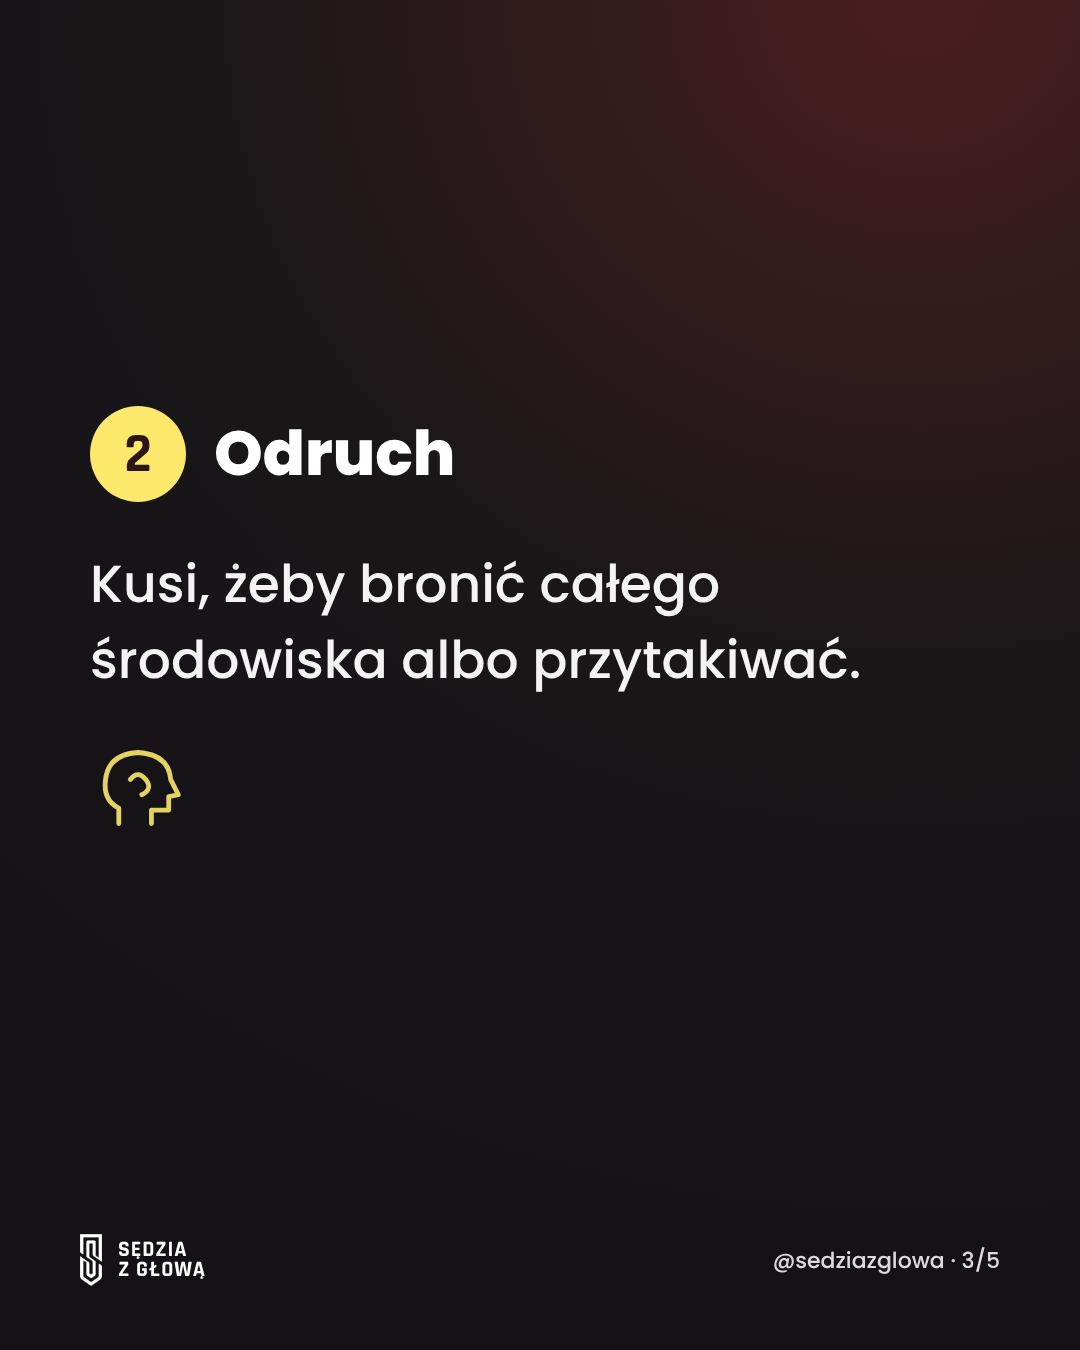 2 Odruch
Kusi, żeby bronić całego
środowiska albo przytakiwać.
SĘDZIA
Z GŁOWĄ
@sedziazglowa · 3/5